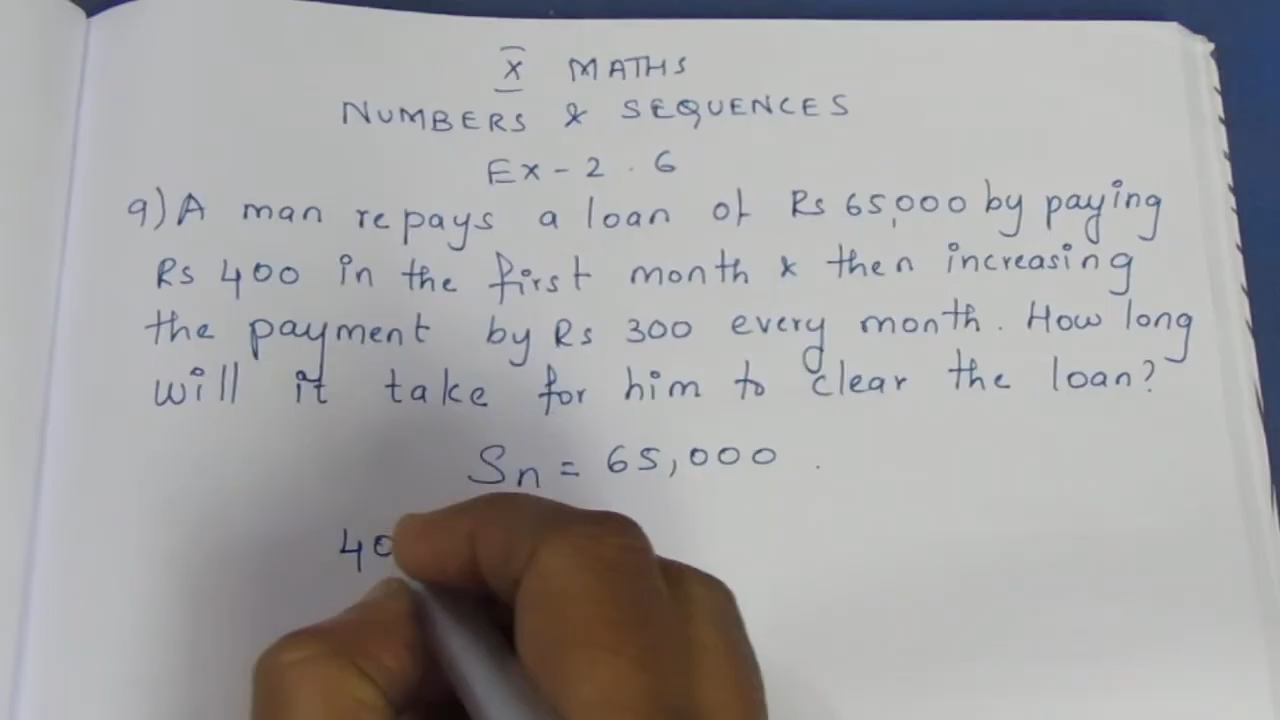 X MATHS
NUMBERS & SEQUENCES
Ex - 2.6
9) A man repays a loan of Rs 65,000 by paying
Rs 400 in the first month & then increasing
the payment by Rs 300 every month. How long
will it take for him to clear the loan?
Sn = 65,000.
40